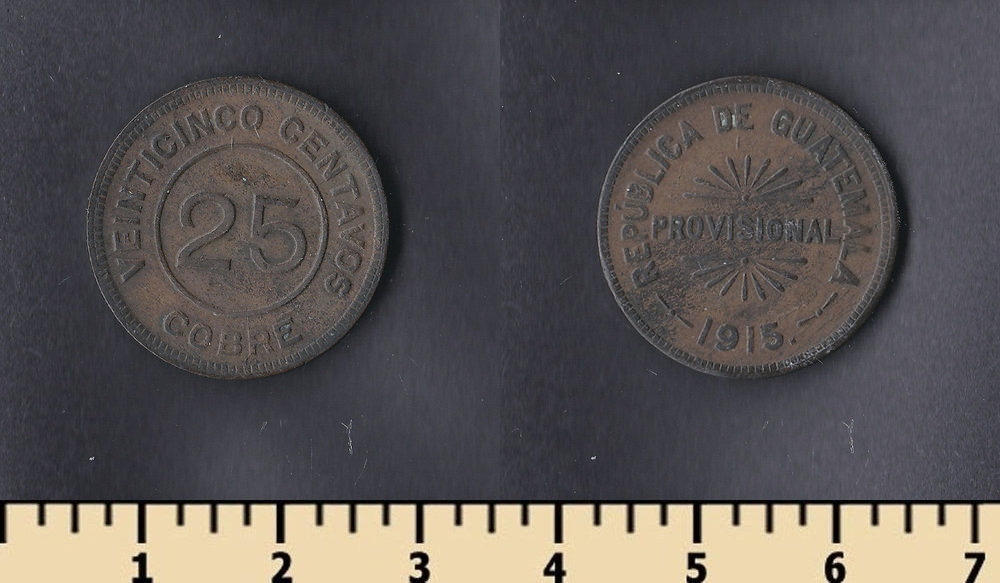 VEINTICINCO CENTAVOS
25
COBRE
REPÚBLICA DE GUATEMALA
PROVISIONAL
1915.
1 2 3 4 5 6 7